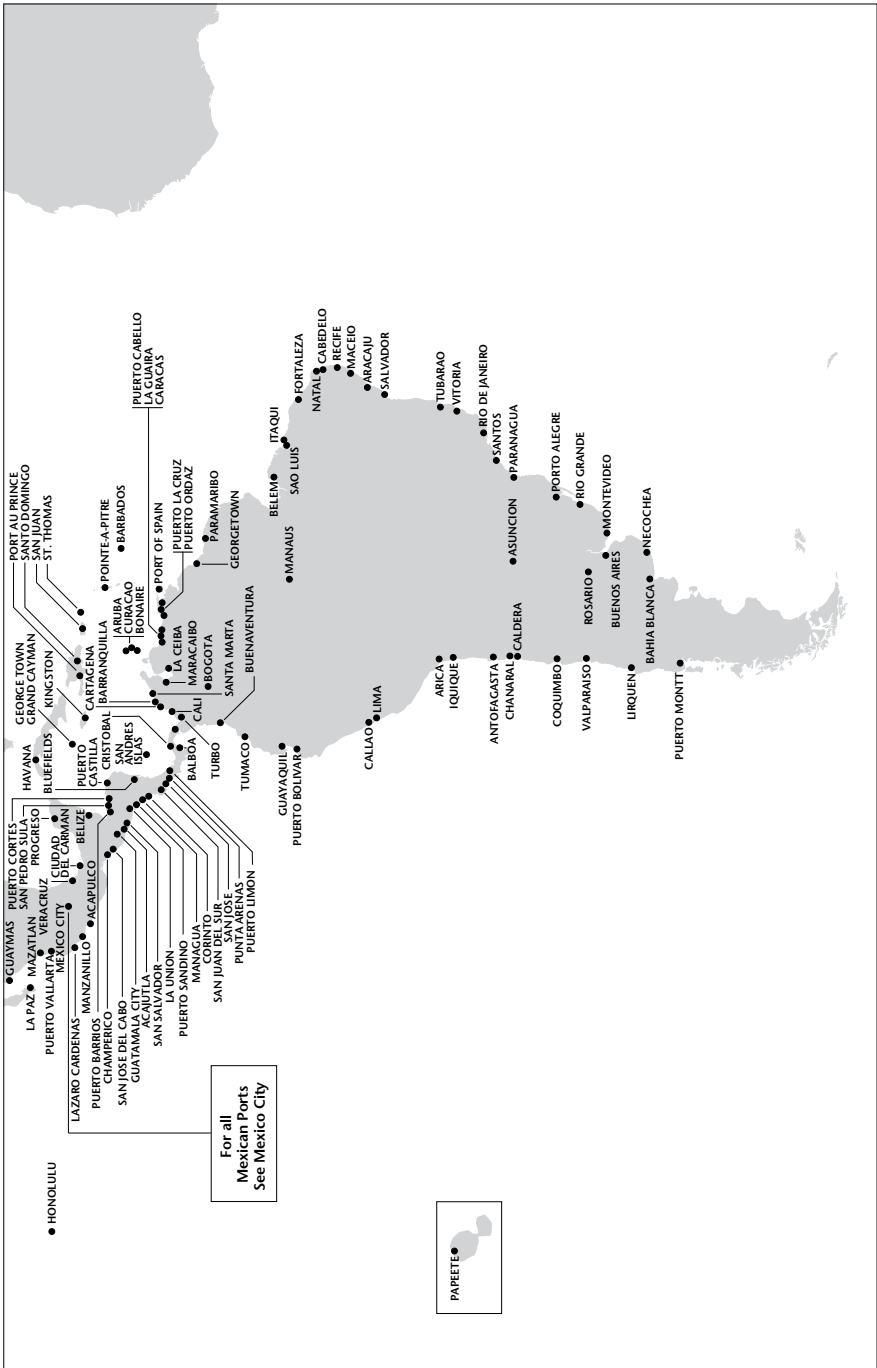 GUAYMAS
LA PAZ
MAZATLAN
PUERTO VALLARTA
VERACRUZ
MEXICO CITY
LAZARO CARDENAS
MANZANILLO
ACAPULCO
PUERTO BARRIOS
CHAMPERICO
SAN JOSE DEL CABO
GUATAMALA CITY
ACAJUTLA
SAN SALVADOR
LA UNION
PUERTO SANDINO
MANAGUA
CORINTO
SAN JUAN DEL SUR
SAN JOSE
PUNTA ARENAS
PUERTO LIMON
PUERTO CORTES
SAN PEDRO SULA
PROGRESO
CIUDAD
DEL CARMAN
BELIZE
HAVANA
BLUEFIELDS
PUERTO
CASTILLA
CRISTOBAL
SAN
ANDRES
ISLAS
BALBOA
TURBO
GEORGE TOWN
GRAND CAYMAN
KINGSTON
CARTAGENA
BARRANQUILLA
CALI
PORT AU PRINCE
SANTO DOMINGO
SAN JUAN
ST. THOMAS
POINTE-A-PITRE
BARBADOS
ARUBA
CURACAO
BONAIRE
PUERTO CABELLO
LA GUAIRA
CARACAS
PORT OF SPAIN
PUERTO LA CRUZ
PUERTO ORDAZ
PARAMARIBO
GEORGETOWN
LA CEIBA
MARACAIBO
BOGOTA
SANTA MARTA
BUENAVENTURA
TUMACO
GUAYAQUIL
PUERTO BOLIVAR
MANAUS
BELEM
ITAQUI
SAO LUIS
FORTALEZA
NATAL
CABEDELO
RECIFE
MACEIO
ARACAJU
SALVADOR
CALLAO
LIMA
ARICA
IQUIQUE
TUBARAO
VITORIA
RIO DE JANEIRO
SANTOS
PARANAGUA
ASUNCION
ANTOFAGASTA
CHANARAL
CALDERA
COQUIMBO
VALPARAISO
PORTO ALEGRE
RIO GRANDE
ROSARIO
MONTEVIDEO
BUENOS AIRES
LIRQUEN
NECOCHEA
BAHIA BLANCA
PUERTO MONTT
HONOLULU
For all
Mexican Ports
See Mexico City
PAPEETE